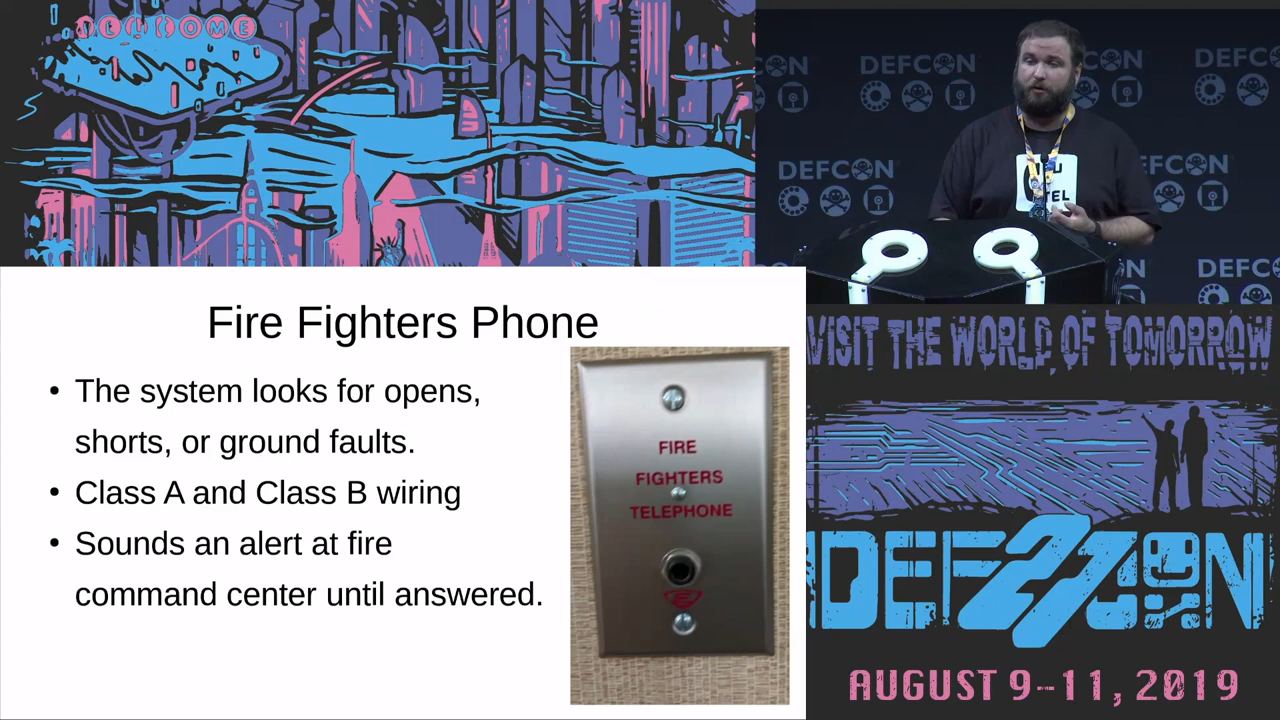 WELCOME
DEFCON
DEFCON
DEFCON
Fire Fighters Phone
• The system looks for opens,
shorts, or ground faults.
• Class A and Class B wiring
• Sounds an alert at fire
command center until answered.
FIRE
FIGHTERS
TELEPHONE
VISIT THE WORLD OF TOMORROW
DEF27CON
AUGUST 9-11, 2019